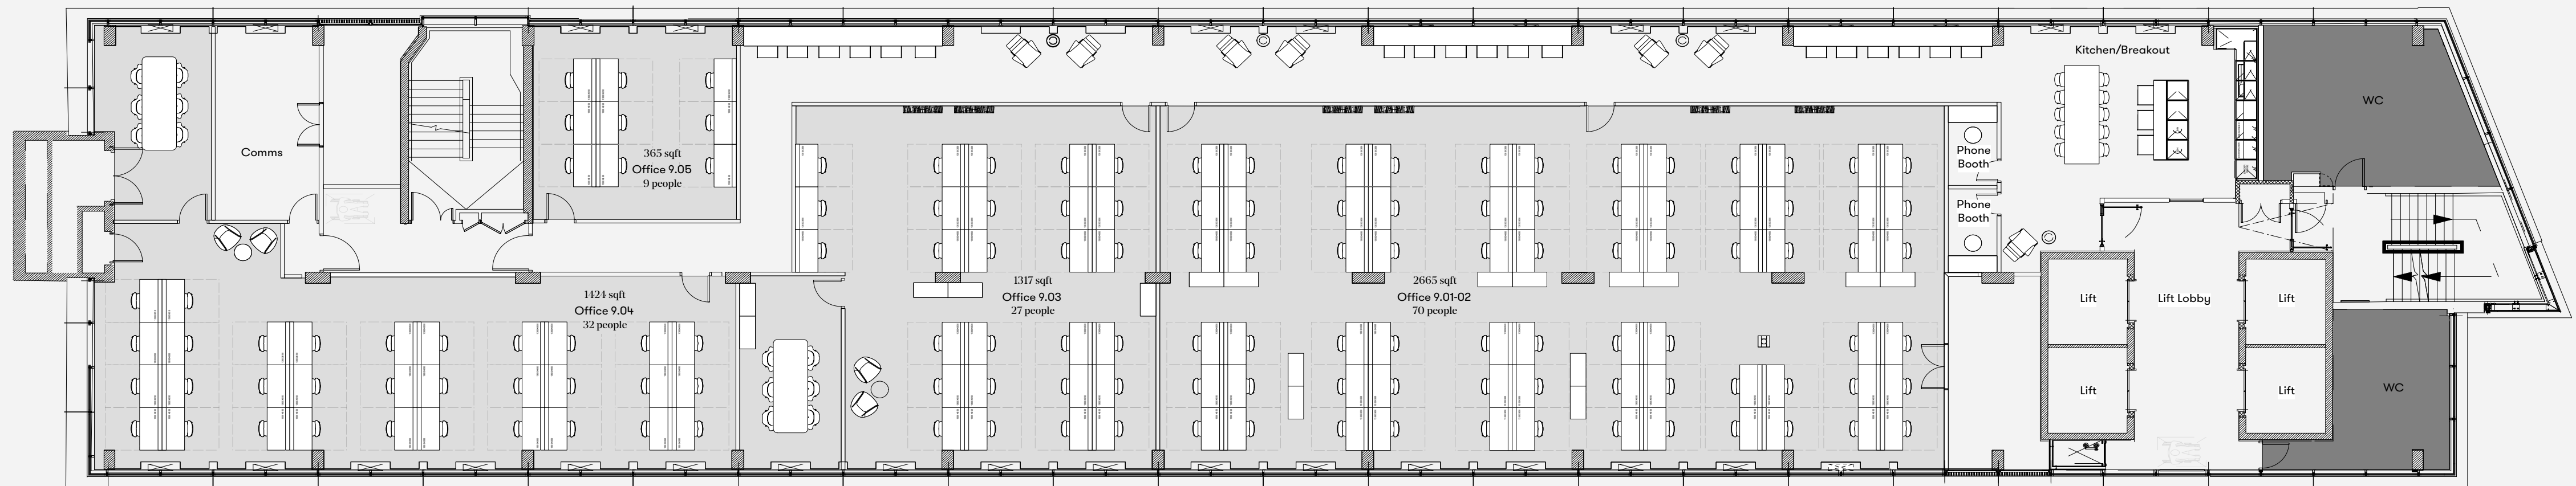 Kitchen/Breakout
WC
Comms
365 sqft
Office 9.05
9 people
Phone
Booth
Phone
Booth
1424 sqft
Office 9.04
32 people
1317 sqft
Office 9.03
27 people
2665 sqft
Office 9.01-02
70 people
Lift
Lift Lobby
Lift
Lift
Lift
WC